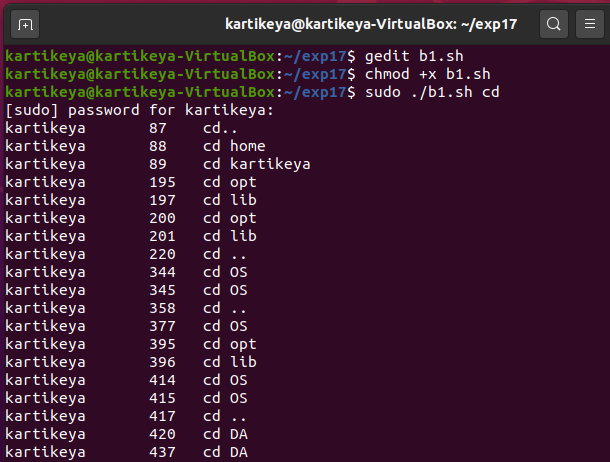 kartikeya@kartikeya-VirtualBox: ~/exp17
kartikeya@kartikeya-VirtualBox:~/exp17$ gedit b1.sh
kartikeya@kartikeya-VirtualBox:~/exp17$ chmod +x b1.sh
kartikeya@kartikeya-VirtualBox:~/exp17$ sudo ./b1.sh cd
[sudo] password for kartikeya:
kartikeya 87 cd..
kartikeya 88 cd home
kartikeya 89 cd kartikeya
kartikeya 195 cd opt
kartikeya 197 cd lib
kartikeya 200 cd opt
kartikeya 201 cd lib
kartikeya 220 cd ..
kartikeya 344 cd OS
kartikeya 345 cd OS
kartikeya 358 cd ..
kartikeya 377 cd OS
kartikeya 395 cd opt
kartikeya 396 cd lib
kartikeya 414 cd OS
kartikeya 415 cd OS
kartikeya 417 cd ..
kartikeya 420 cd DA
kartikeya 437 cd DA